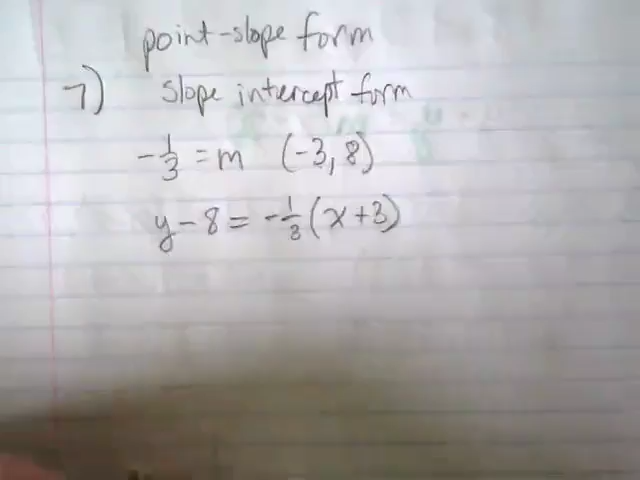 point-slope form
7) slope intercept form
-1/3 = m (-3, 8)
y - 8 = -1/3 (x + 3)